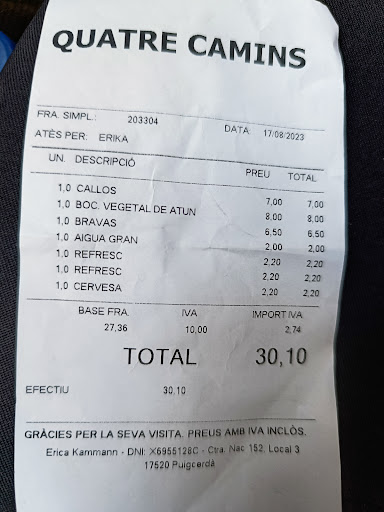 QUATRE CAMINS
FRA. SIMPL.: 203304 DATA: 17/08/2023
ATÈS PER: ERIKA
UN. DESCRIPCIÓ PREU TOTAL
1,0 CALLOS 7,00 7,00
1,0 BOC. VEGETAL DE ATUN 8,00 8,00
1,0 BRAVAS 6,50 6,50
1,0 AIGUA GRAN 2,00 2,00
1,0 REFRESC 2,20 2,20
1,0 REFRESC 2,20 2,20
1,0 CERVESA 2,20 2,20
BASE FRA. IVA IMPORT IVA
27,36 10,00 2,74
TOTAL 30,10
EFECTIU 30,10
GRÀCIES PER LA SEVA VISITA. PREUS AMB IVA INCLÒS.
Erica Kammann - DNI: X6955128C - Ctra. Nac 152, Local 3
17520 Puigcerdà